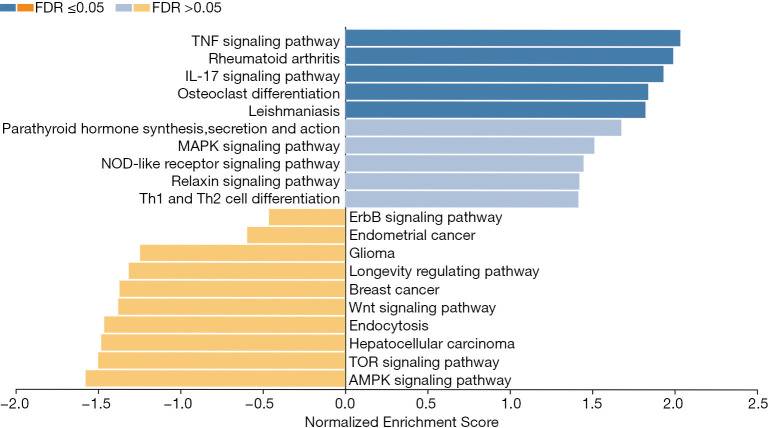 FDR ≤0.05 FDR >0.05
TNF signaling pathway
Rheumatoid arthritis
IL-17 signaling pathway
Osteoclast differentiation
Leishmaniasis
Parathyroid hormone synthesis,secretion and action
MAPK signaling pathway
NOD-like receptor signaling pathway
Relaxin signaling pathway
Th1 and Th2 cell differentiation
ErbB signaling pathway
Endometrial cancer
Glioma
Longevity regulating pathway
Breast cancer
Wnt signaling pathway
Endocytosis
Hepatocellular carcinoma
TOR signaling pathway
AMPK signaling pathway
−2.0 −1.5 −1.0 −0.5 0.0 0.5 1.0 1.5 2.0 2.5
Normalized Enrichment Score